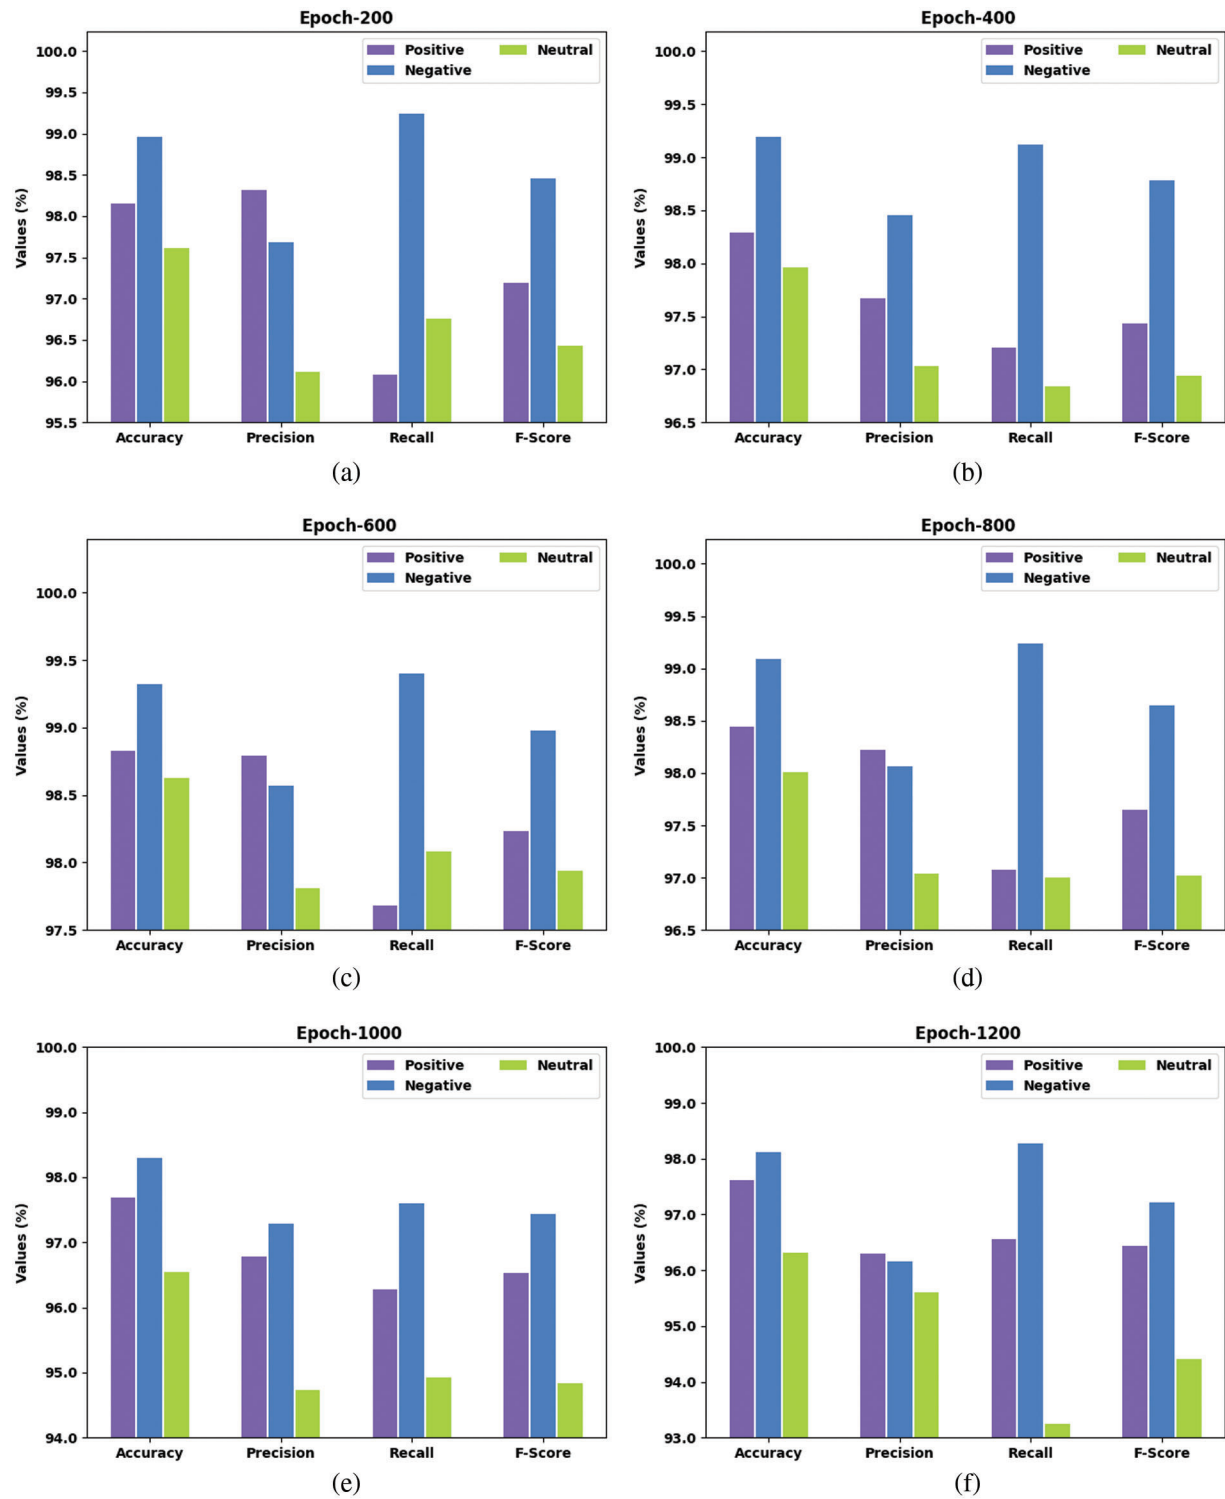 Epoch-200
Positive
Negative
Neutral
Values (%)
100.0
99.5
99.0
98.5
98.0
97.5
97.0
96.5
96.0
95.5
Accuracy Precision Recall F-Score
(a)
Epoch-400
Positive
Negative
Neutral
Values (%)
100.0
99.5
99.0
98.5
98.0
97.5
97.0
96.5
Accuracy Precision Recall F-Score
(b)
Epoch-600
Positive
Negative
Neutral
Values (%)
100.0
99.5
99.0
98.5
98.0
97.5
Accuracy Precision Recall F-Score
(c)
Epoch-800
Positive
Negative
Neutral
Values (%)
100.0
99.5
99.0
98.5
98.0
97.5
97.0
96.5
Accuracy Precision Recall F-Score
(d)
Epoch-1000
Positive
Negative
Neutral
Values (%)
100.0
99.0
98.0
97.0
96.0
95.0
94.0
Accuracy Precision Recall F-Score
(e)
Epoch-1200
Positive
Negative
Neutral
Values (%)
100.0
99.0
98.0
97.0
96.0
95.0
94.0
93.0
Accuracy Precision Recall F-Score
(f)